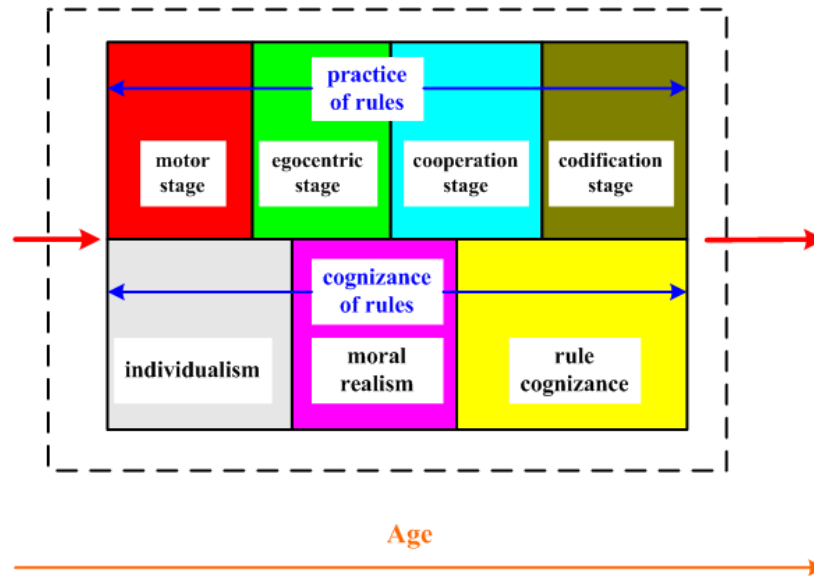 practice
of rules
motor
stage
egocentric
stage
cooperation
stage
codification
stage
cognizance
of rules
individualism
moral
realism
rule
cognizance
Age